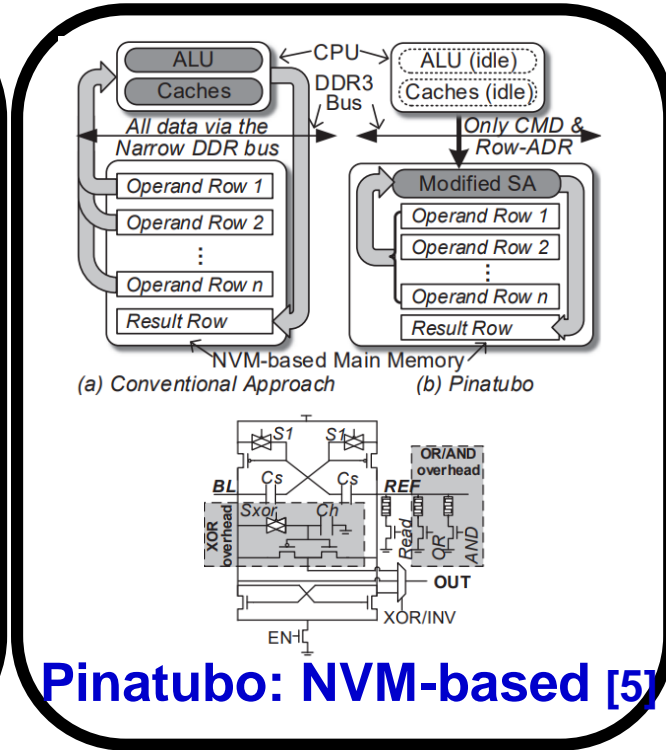 ALU
Caches
CPU
ALU (idle)
Caches (idle)
DDR3
Bus
All data via the
Narrow DDR bus
Only CMD &
Row-ADR
Operand Row 1
Operand Row 2
⋮
Operand Row n
Result Row
Modified SA
Operand Row 1
Operand Row 2
⋮
Operand Row n
Result Row
NVM-based Main Memory
(a) Conventional Approach
(b) Pinatubo
S1
S1
OR/AND
overhead
BL
Cs
Cs
REF
XOR
overhead
Sxor
Ch
Read
OR
AND
OUT
XOR/INV
EN
Pinatubo: NVM-based [5]